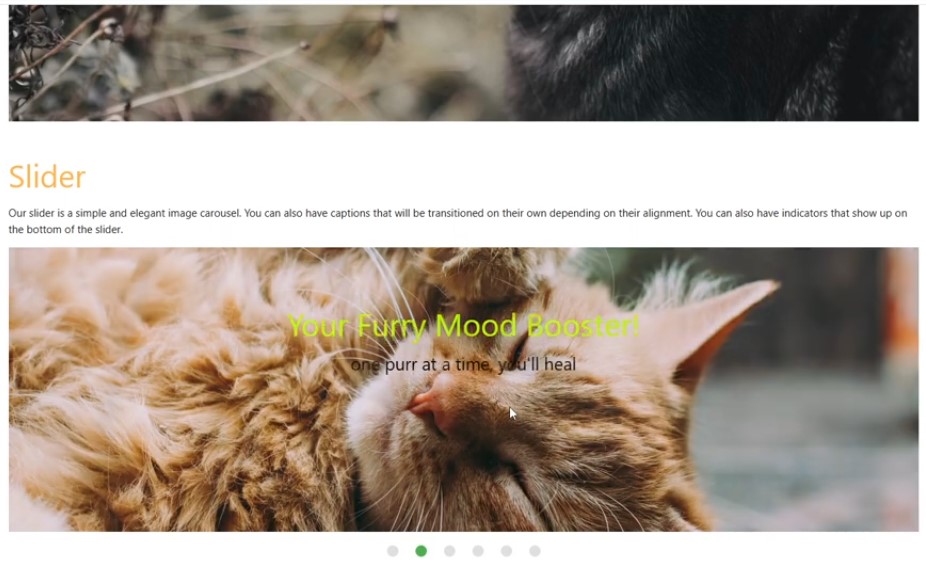 Slider
Our slider is a simple and elegant image carousel. You can also have captions that will be transitioned on their own depending on their alignment. You can also have indicators that show up on
the bottom of the slider.
Your Furry Mood Booster!
one purr at a time, you'll heal